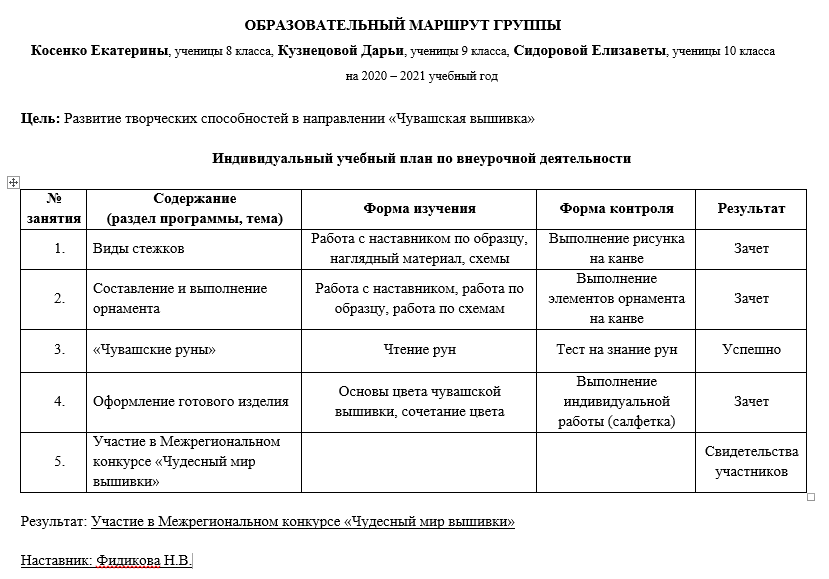 ОБРАЗОВАТЕЛЬНЫЙ МАРШРУТ ГРУППЫ
Косенко Екатерины, ученицы 8 класса, Кузнецовой Дарьи, ученицы 9 класса, Сидоровой Елизаветы, ученицы 10 класса
на 2020 – 2021 учебный год
Цель: Развитие творческих способностей в направлении «Чувашская вышивка»
Индивидуальный учебный план по внеурочной деятельности
№ занятия
Содержание
(раздел программы, тема)
Форма изучения
Форма контроля
Результат
1.
Виды стежков
Работа с наставником по образцу,
наглядный материал, схемы
Выполнение рисунка
на канве
Зачет
2.
Составление и выполнение
орнамента
Работа с наставником, работа по
образцу, работа по схемам
Выполнение
элементов орнамента
на канве
Зачет
3.
«Чувашские руны»
Чтение рун
Тест на знание рун
Успешно
4.
Оформление готового изделия
Основы цвета чувашской
вышивки, сочетание цвета
Выполнение
индивидуальной
работы (салфетка)
Зачет
5.
Участие в Межрегиональном
конкурсе «Чудесный мир
вышивки»
Свидетельства
участников
Результат: Участие в Межрегиональном конкурсе «Чудесный мир вышивки»
Наставник: Фидикова Н.В.